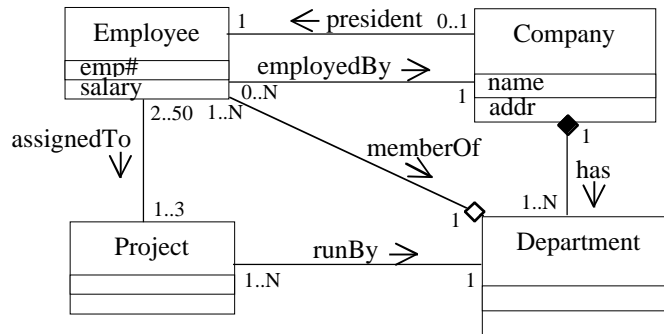 Employee
emp#
salary
1
president
0..1
Company
name
addr
employedBy
0..N
1
2..50
1..N
1
assignedTo
memberOf
has
1..3
1
1..N
Project
runBy
Department
1..N
1